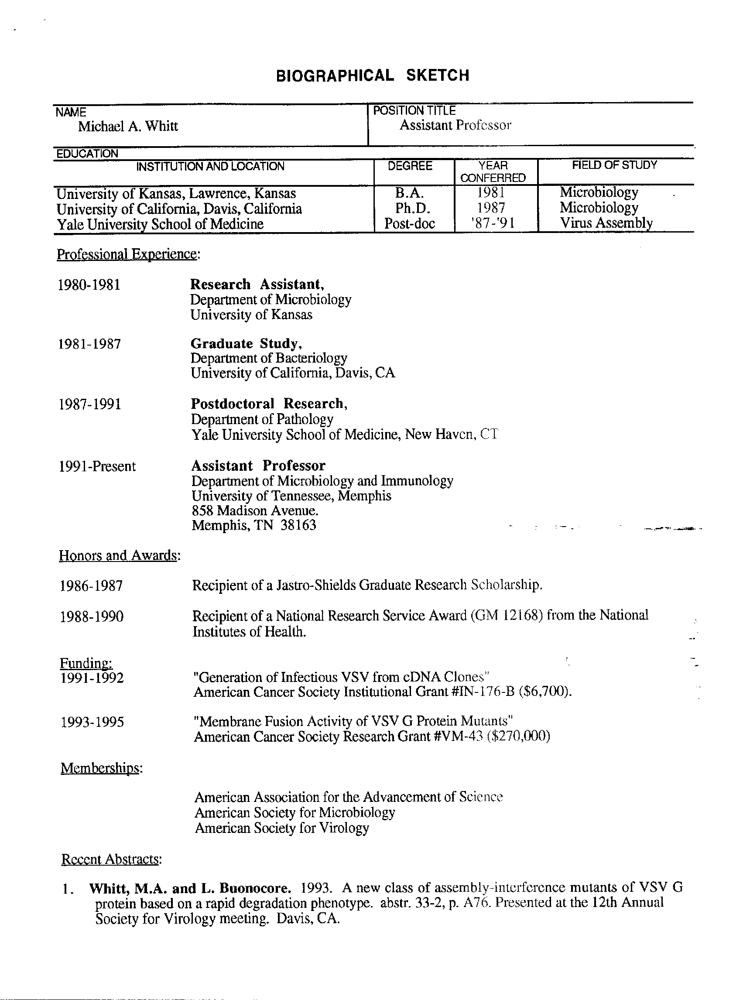 BIOGRAPHICAL SKETCH
NAME
Michael A. Whitt
POSITION TITLE
Assistant Professor
EDUCATION
INSTITUTION AND LOCATION DEGREE YEAR CONFERRED FIELD OF STUDY
University of Kansas, Lawrence, Kansas B.A. 1981 Microbiology
University of California, Davis, California Ph.D. 1987 Microbiology
Yale University School of Medicine Post-doc '87-'91 Virus Assembly
Professional Experience:
1980-1981 Research Assistant,
Department of Microbiology
University of Kansas
1981-1987 Graduate Study,
Department of Bacteriology
University of California, Davis, CA
1987-1991 Postdoctoral Research,
Department of Pathology
Yale University School of Medicine, New Haven, CT
1991-Present Assistant Professor
Department of Microbiology and Immunology
University of Tennessee, Memphis
858 Madison Avenue.
Memphis, TN 38163
Honors and Awards:
1986-1987 Recipient of a Jastro-Shields Graduate Research Scholarship.
1988-1990 Recipient of a National Research Service Award (GM 12168) from the National
Institutes of Health.
Funding:
1991-1992 "Generation of Infectious VSV from cDNA Clones"
American Cancer Society Institutional Grant #IN-176-B ($6,700).
1993-1995 "Membrane Fusion Activity of VSV G Protein Mutants"
American Cancer Society Research Grant #VM-43 ($270,000)
Memberships:
American Association for the Advancement of Science
American Society for Microbiology
American Society for Virology
Recent Abstracts:
1. Whitt, M.A. and L. Buonocore. 1993. A new class of assembly-interference mutants of VSV G
protein based on a rapid degradation phenotype. abstr. 33-2, p. A76. Presented at the 12th Annual
Society for Virology meeting. Davis, CA.